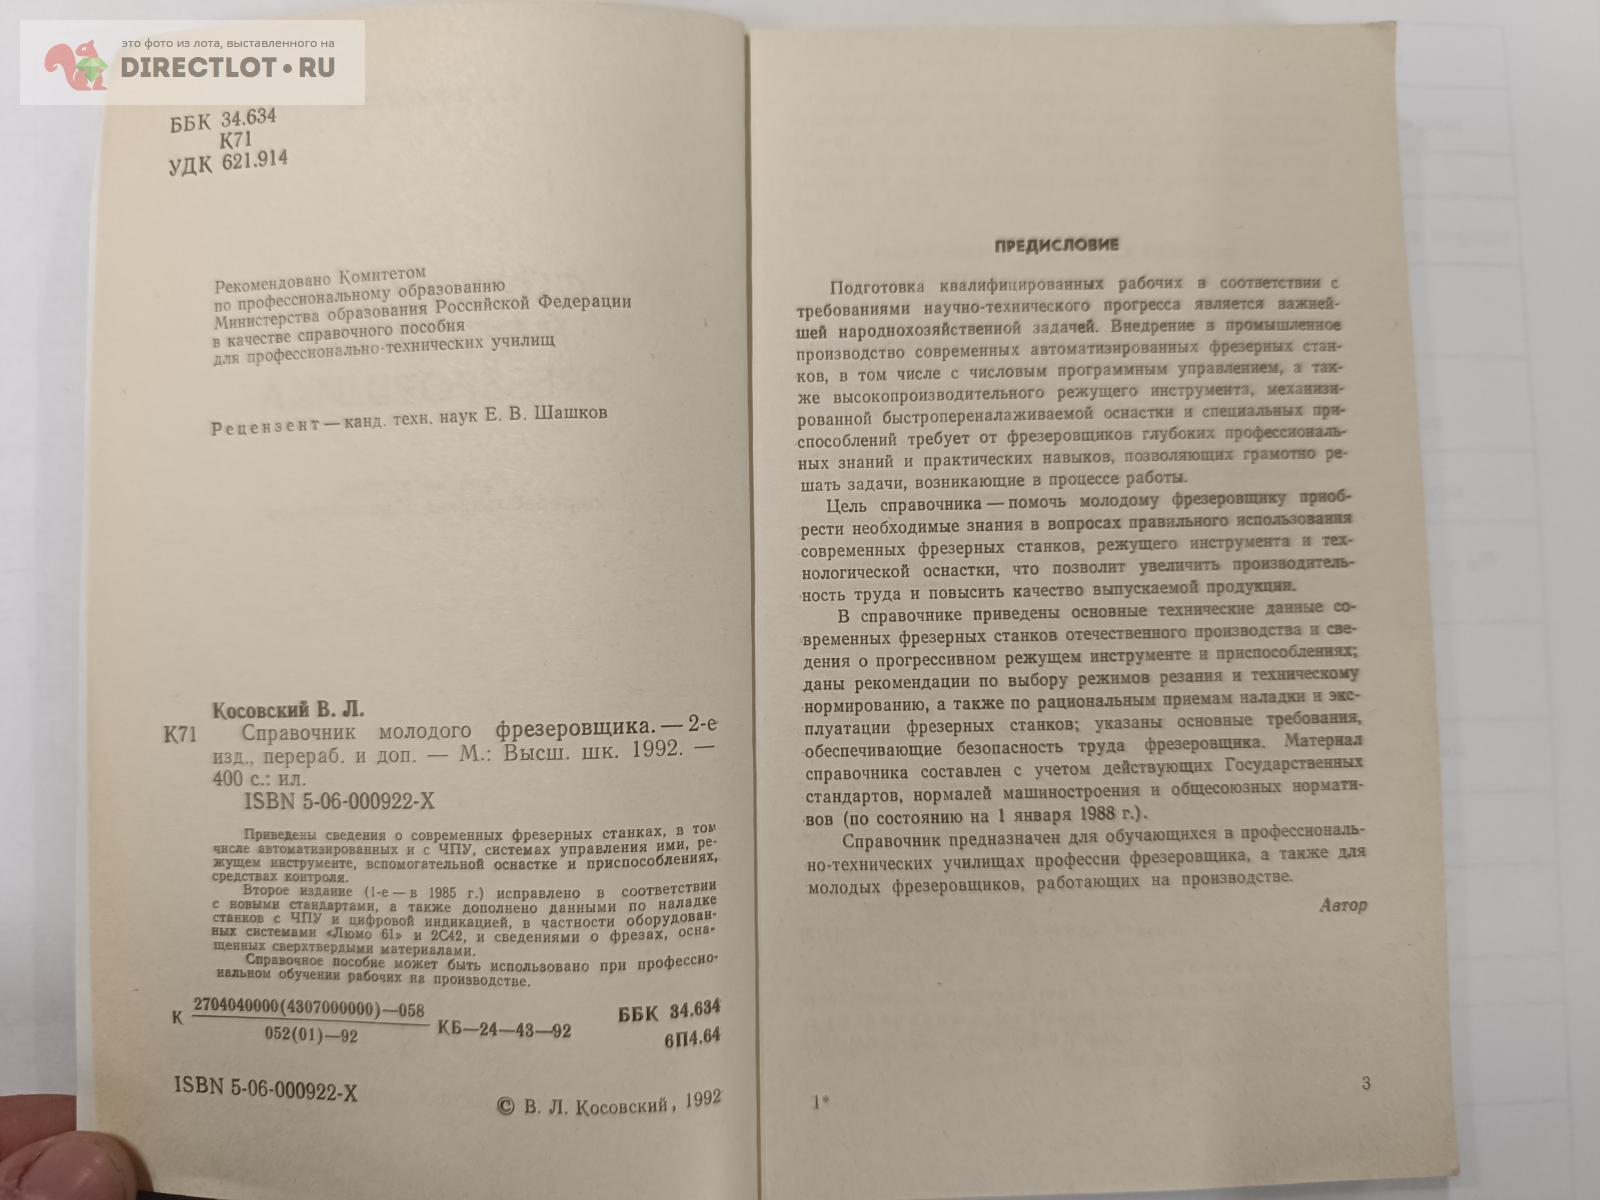 это фото из лота, выставленного на
DIRECTLOT•RU
ББК 34.634
К71
УДК 621.914
Рекомендовано Комитетом
по профессиональному образованию
Министерства образования Российской Федерации
в качестве справочного пособия
для профессионально-технических училищ
Рецензент — канд. техн. наук Е. В. Шашков
Косовский В. Л.
К71 Справочник молодого фрезеровщика. — 2-е
изд., перераб. и доп. — М.: Высш. шк. 1992. —
400 с.: ил.
ISBN 5-06-000922-X
Приведены сведения о современных фрезерных станках, в том
числе автоматизированных и с ЧПУ, системах управления ими, ре-
жущем инструменте, вспомогательной оснастке и приспособлениях,
средствах контроля.
Второе издание (1-е — в 1985 г.) исправлено в соответствии
с новыми стандартами, а также дополнено данными по наладке
станков с ЧПУ и цифровой индикацией, в частности оборудован-
ных системами «Люмо 61» и 2С42, и сведениями о фрезах, осна-
щенных сверхтвердыми материалами.
Справочное пособие может быть использовано при профессио-
нальном обучении рабочих на производстве.
К 2704040000(4307000000)—058
052(01)—92
КБ—24—43—92
ББК 34.634
6П4.64
ISBN 5-06-000922-X
© В. Л. Косовский, 1992
ПРЕДИСЛОВИЕ
Подготовка квалифицированных рабочих в соответствии с
требованиями научно-технического прогресса является важней-
шей народнохозяйственной задачей. Внедрение в промышленное
производство современных автоматизированных фрезерных стан-
ков, в том числе с числовым программным управлением, а так-
же высокопроизводительного режущего инструмента, механизи-
рованной быстропереналаживаемой оснастки и специальных при-
способлений требует от фрезеровщиков глубоких профессиональ-
ных знаний и практических навыков, позволяющих грамотно ре-
шать задачи, возникающие в процессе работы.
Цель справочника — помочь молодому фрезеровщику приоб-
рести необходимые знания в вопросах правильного использования
современных фрезерных станков, режущего инструмента и тех-
нологической оснастки, что позволит увеличить производитель-
ность труда и повысить качество выпускаемой продукции.
В справочнике приведены основные технические данные со-
временных фрезерных станков отечественного производства и све-
дения о прогрессивном режущем инструменте и приспособлениях;
даны рекомендации по выбору режимов резания и техническому
нормированию, а также по рациональным приемам наладки и экс-
плуатации фрезерных станков; указаны основные требования,
обеспечивающие безопасность труда фрезеровщика. Материал
справочника составлен с учетом действующих Государственных
стандартов, нормалей машиностроения и общесоюзных нормати-
вов (по состоянию на 1 января 1988 г.).
Справочник предназначен для обучающихся в профессиональ-
но-технических училищах профессии фрезеровщика, а также для
молодых фрезеровщиков, работающих на производстве.
Автор
1*
3